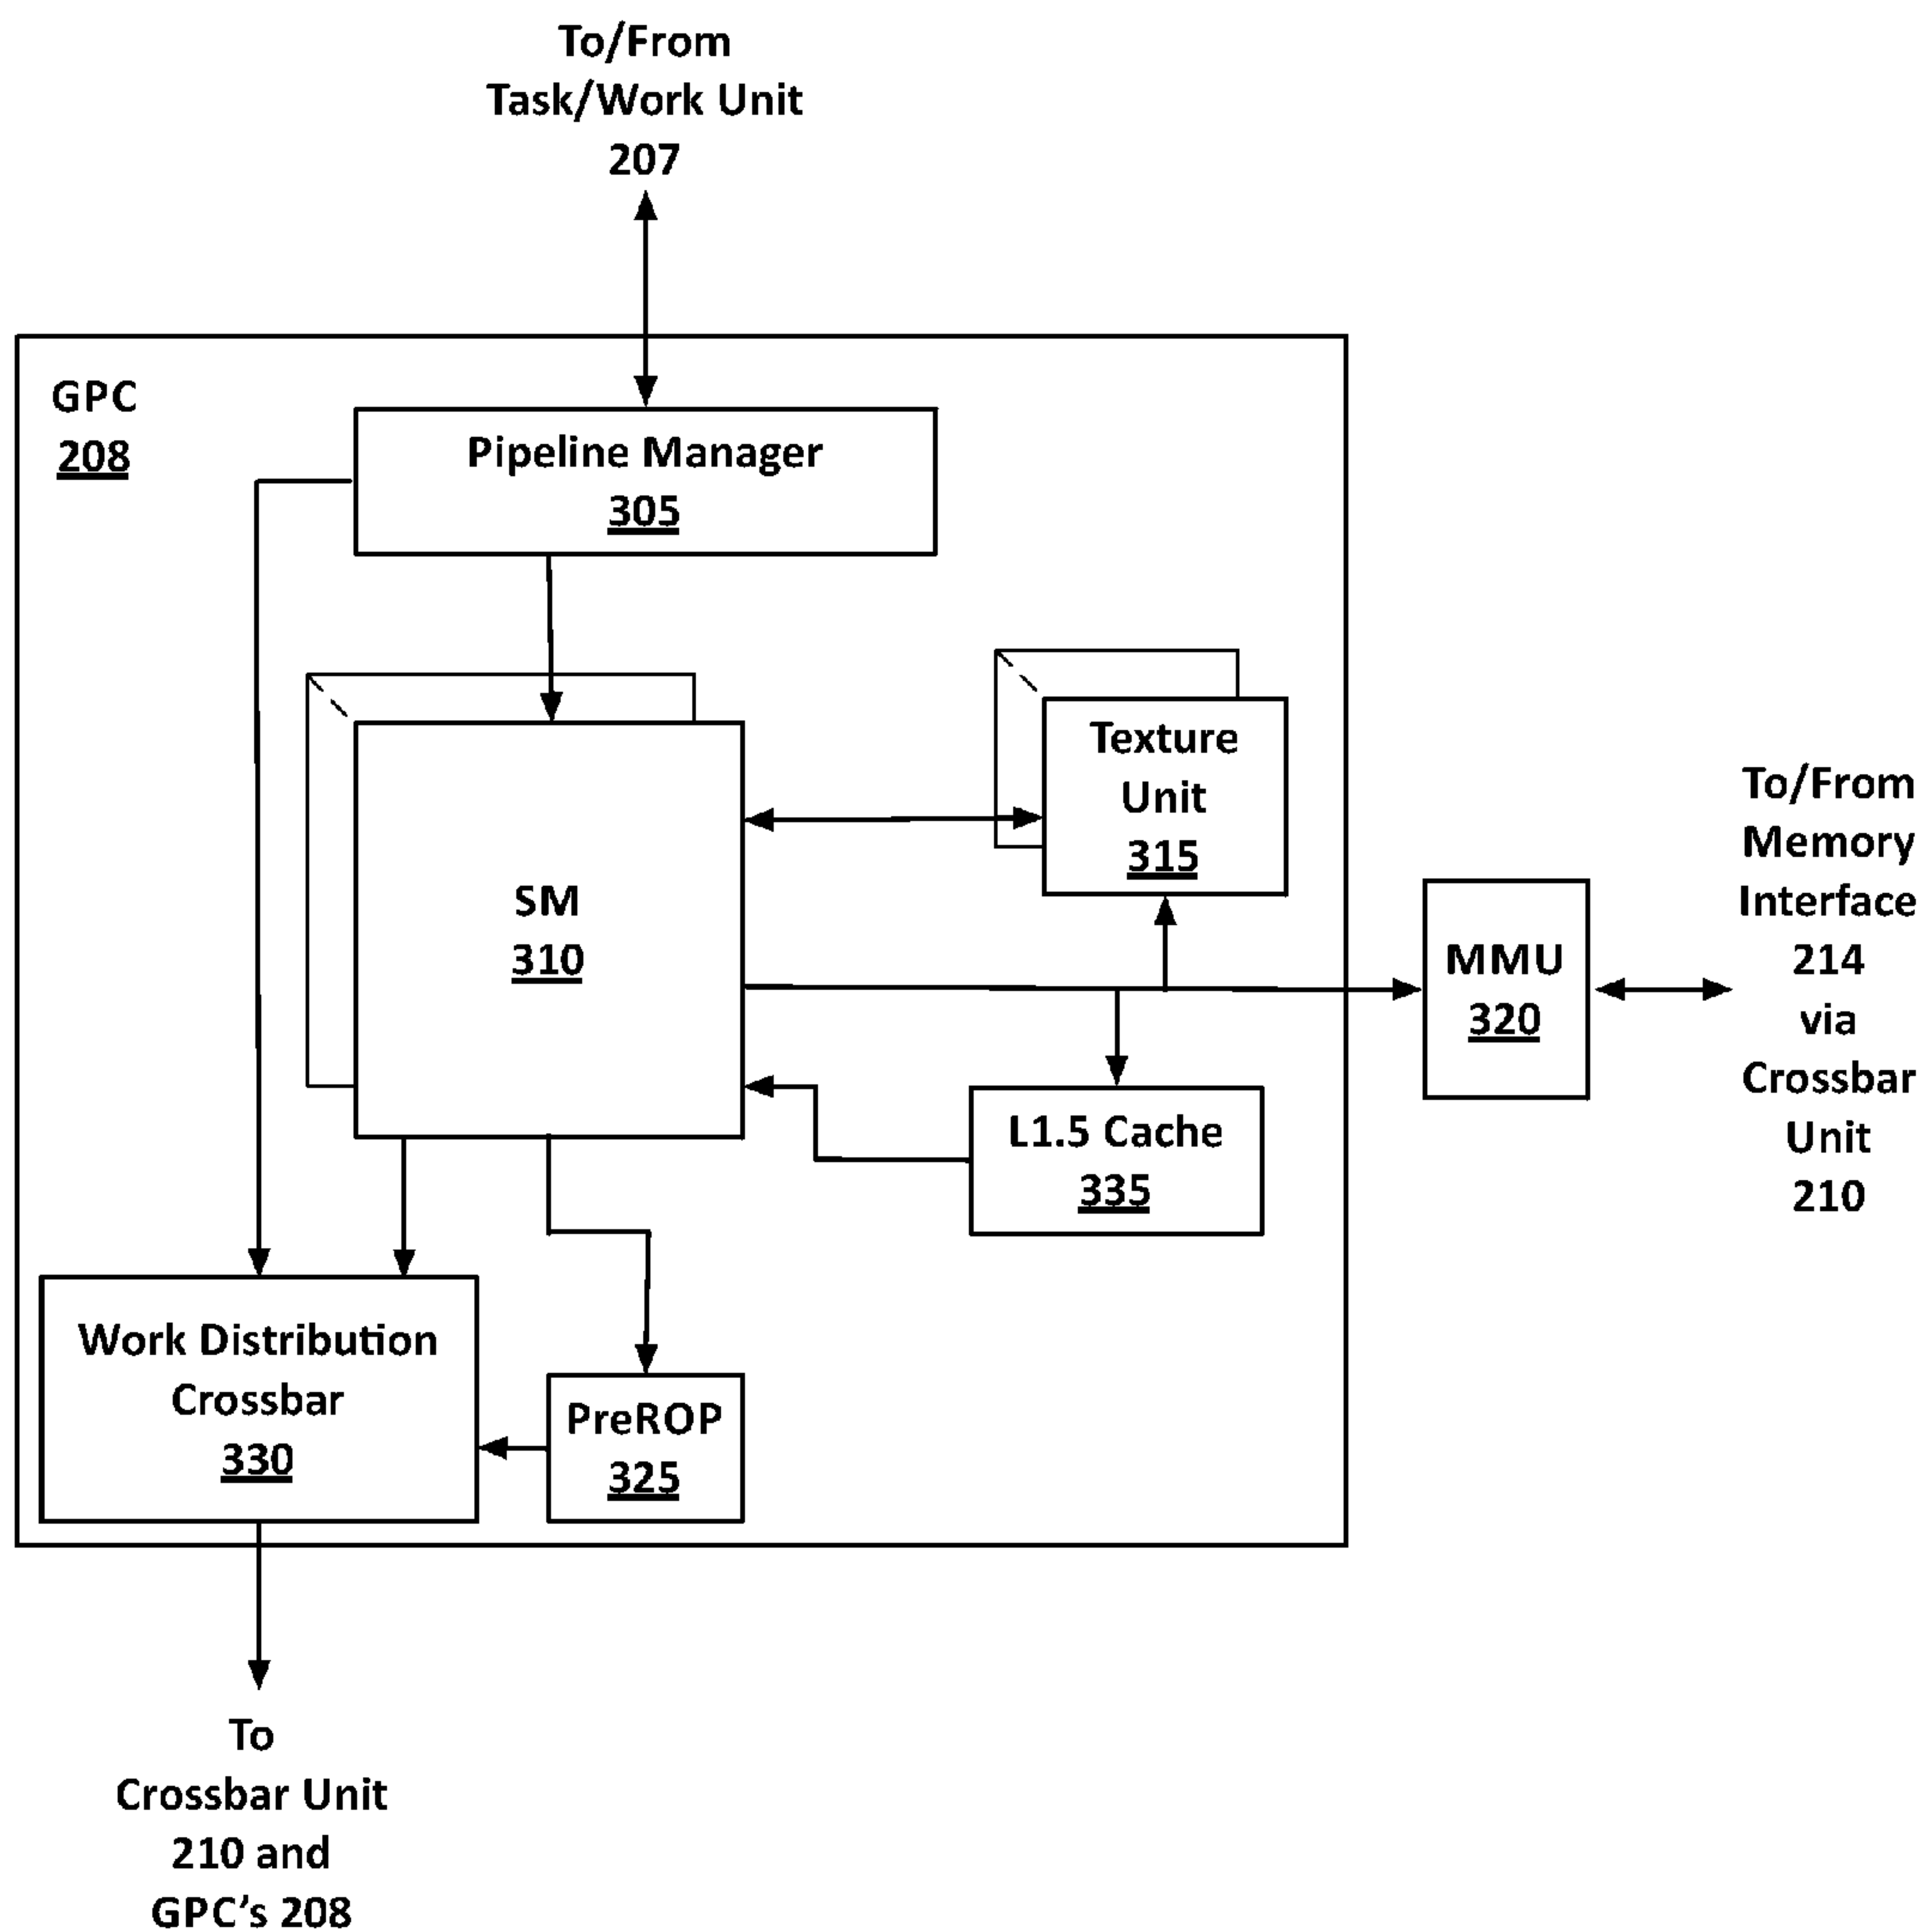 To/From
Task/Work Unit
207
GPC
208
Pipeline Manager
305
Texture
Unit
315
SM
310
MMU
320
To/From
Memory
Interface
214
via
Crossbar
Unit
210
L1.5 Cache
335
Work Distribution
Crossbar
330
PreROP
325
To
Crossbar Unit
210 and
GPC’s 208